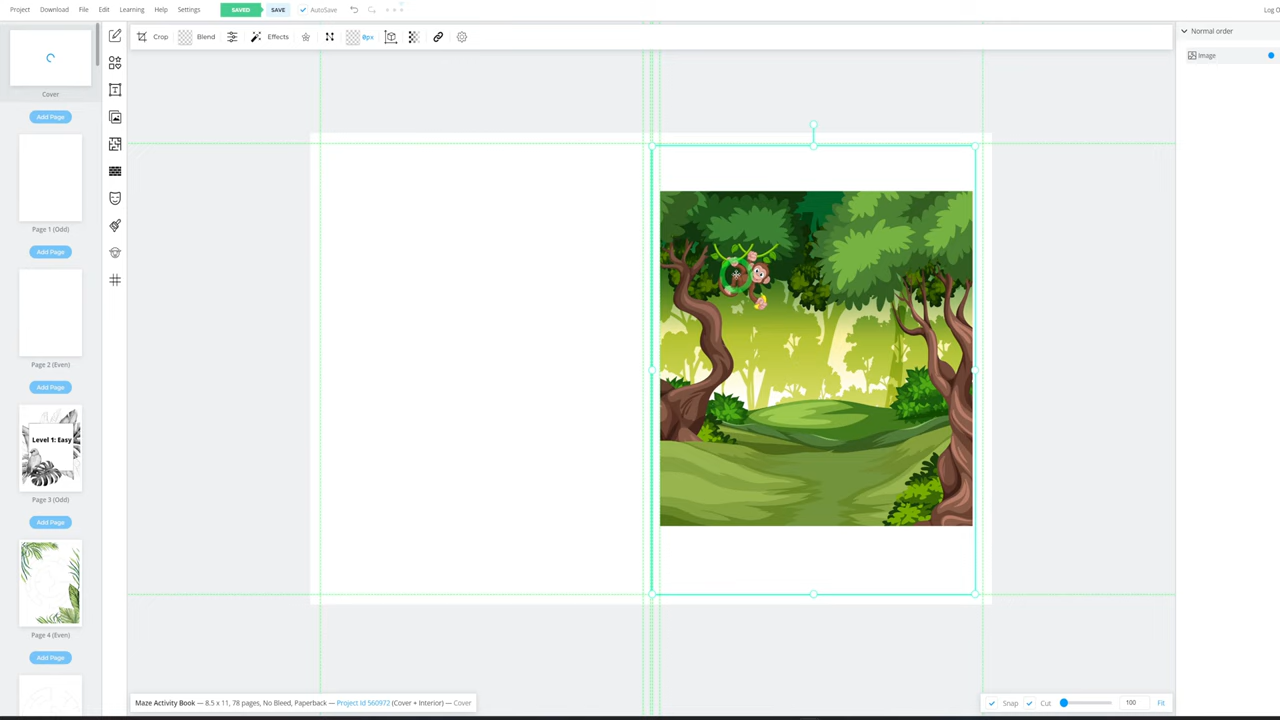 Project Download File Edit Learning Help Settings SAVED SAVE AutoSave
Log O
Crop Blend Effects 0px
Normal order
Image
Cover
Add Page
Page 1 (Odd)
Add Page
Page 2 (Even)
Add Page
Level 1: Easy
Page 3 (Odd)
Add Page
Page 4 (Even)
Add Page
Maze Activity Book — 8.5 x 11, 78 pages, No Bleed, Paperback — Project id 560972 (Cover + Interior) — Cover
Snap Cut 100 Fit